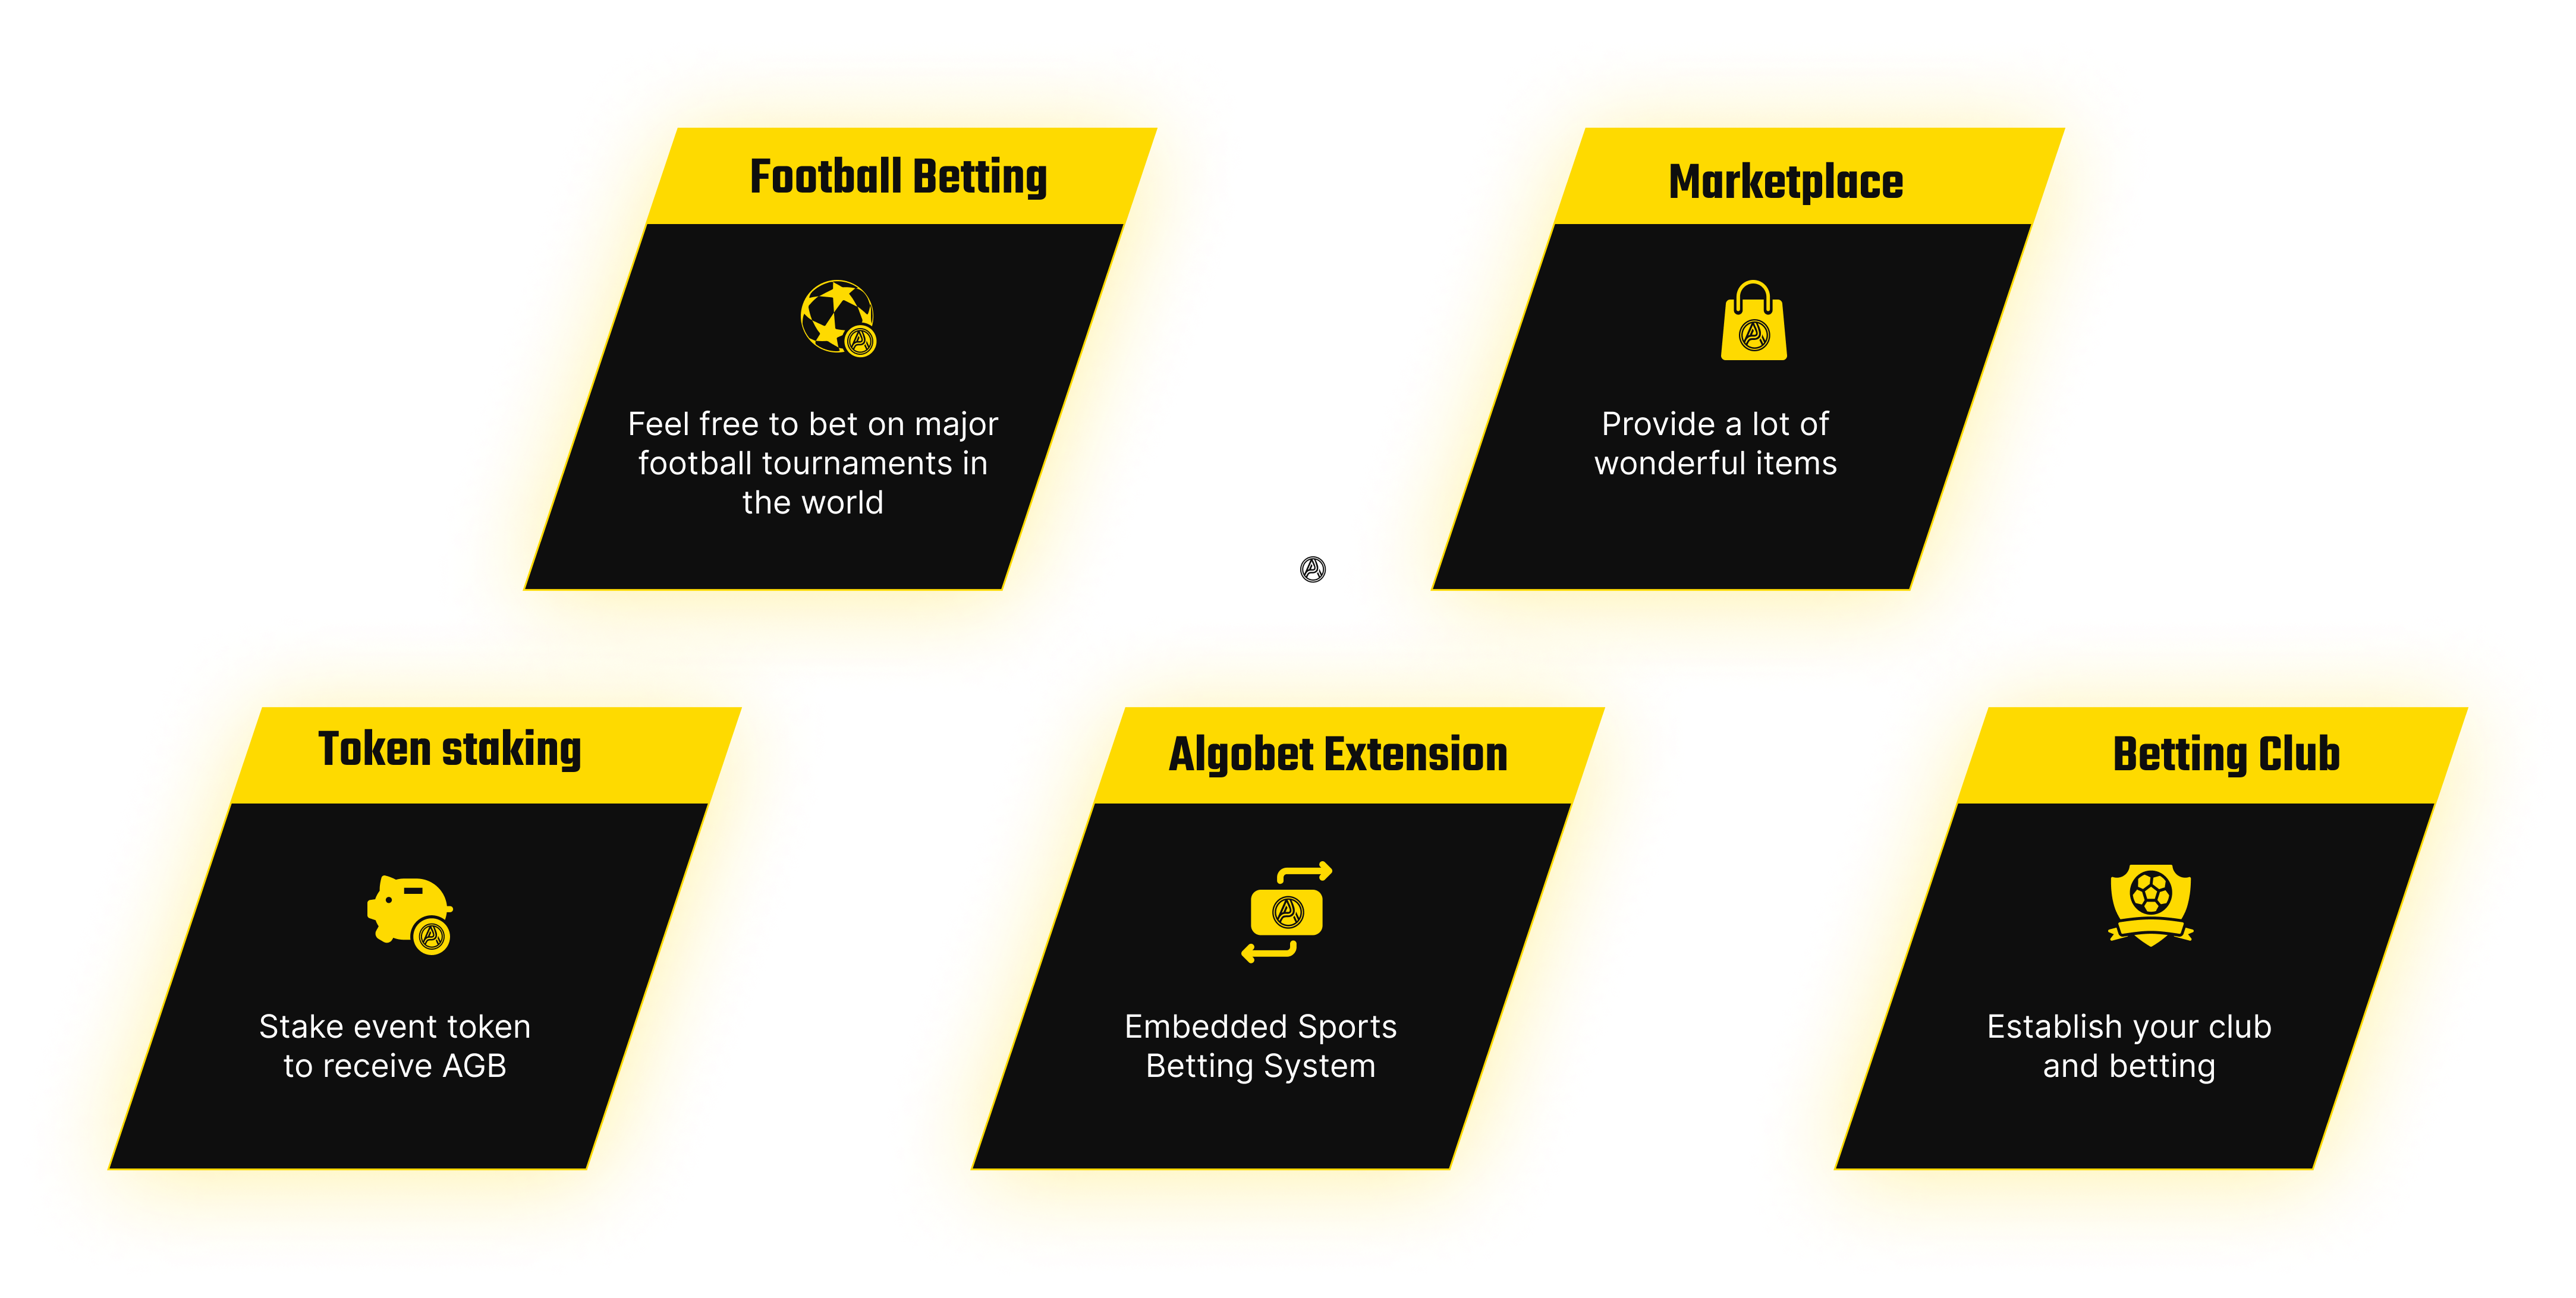 Football Betting
Feel free to bet on major
football tournaments in
the world
Marketplace
Provide a lot of
wonderful items
Token staking
Stake event token
to receive AGB
Algobet Extension
Embedded Sports
Betting System
Betting Club
Establish your club
and betting